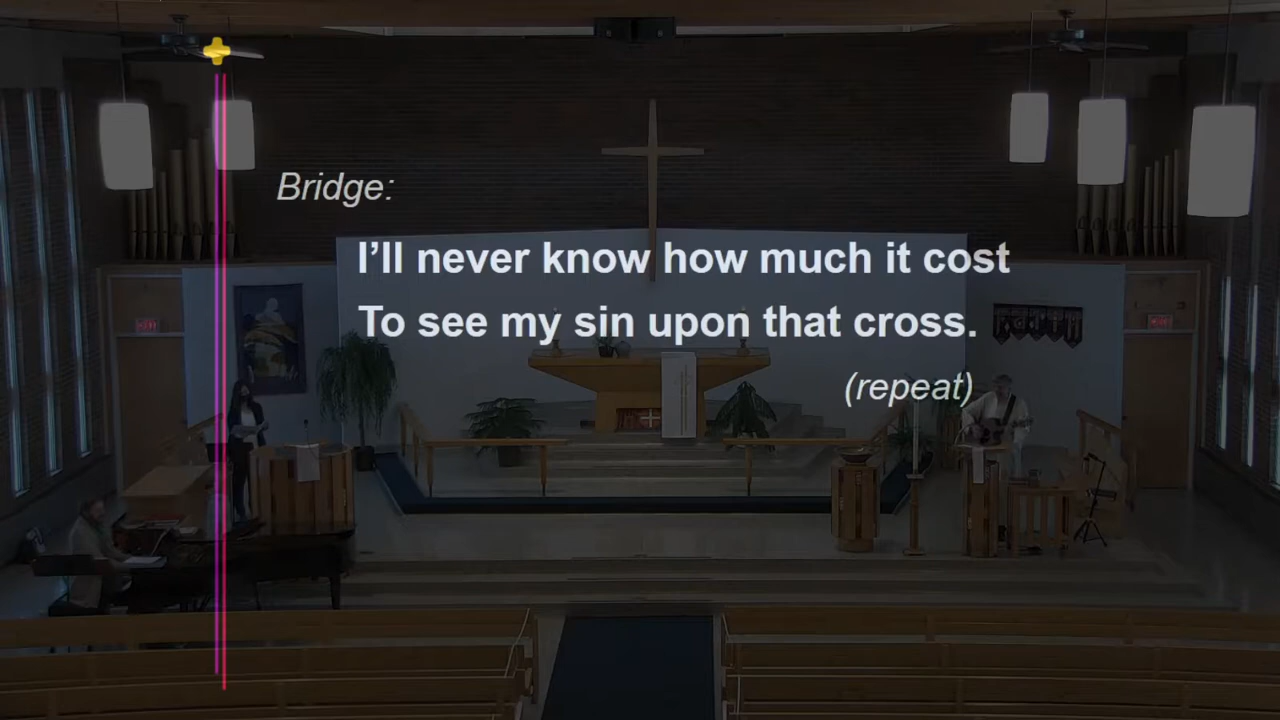 Bridge:
I’ll never know how much it cost
To see my sin upon that cross.
(repeat)